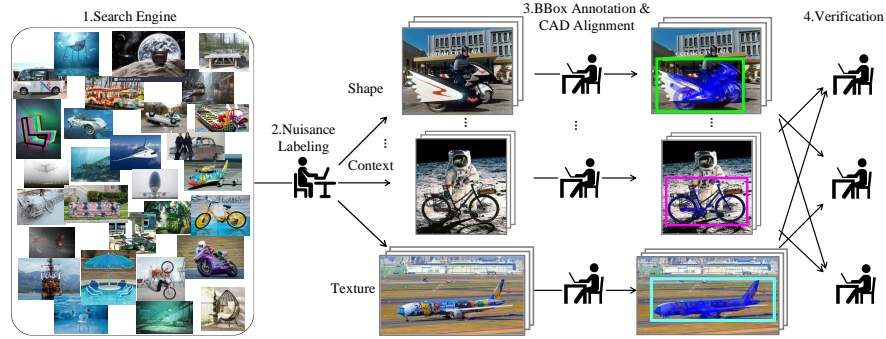 1.Search Engine
2.Nuisance
Labeling
Shape
...
Context
Texture
3.BBox Annotation &
CAD Alignment
...
...
...
4.Verification